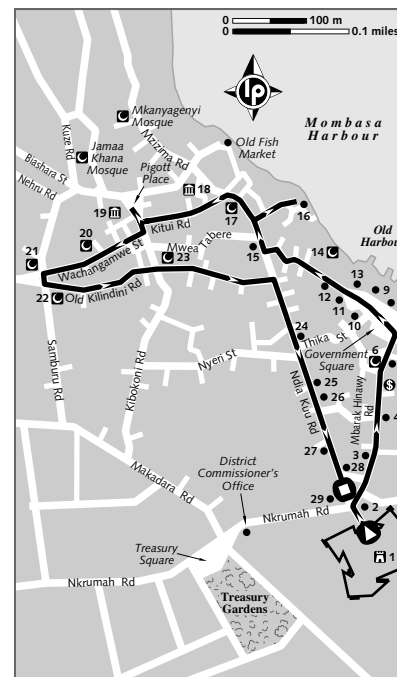 0
100 m
0
0.1 miles
lp
Mkanyagenyi
Mosque
Mombasa
Harbour
Kuze Rd
Mzizima Rd
Old Fish
Market
Jamaa
Khana
Mosque
Biashara St
Nehru Rd
Pigott
Place
18
19
17
16
Kitui Rd
Old
Harbou
20
21
Wachangamwe St
Mwea
Tabere
23
15
14
13
9
22
Old Kilindini Rd
12
11
10
24
Thika St
Government
Square
6
Samburu Rd
Kibokoni Rd
Nyeri St
$
25
26
Ndia Kuu Rd
Mbarak Hinawy
Rd
4
27
3
28
Makadara Rd
District
Commissioner's
Office
29
2
Nkrumah Rd
1
Treasury
Square
Nkrumah Rd
Treasury
Gardens